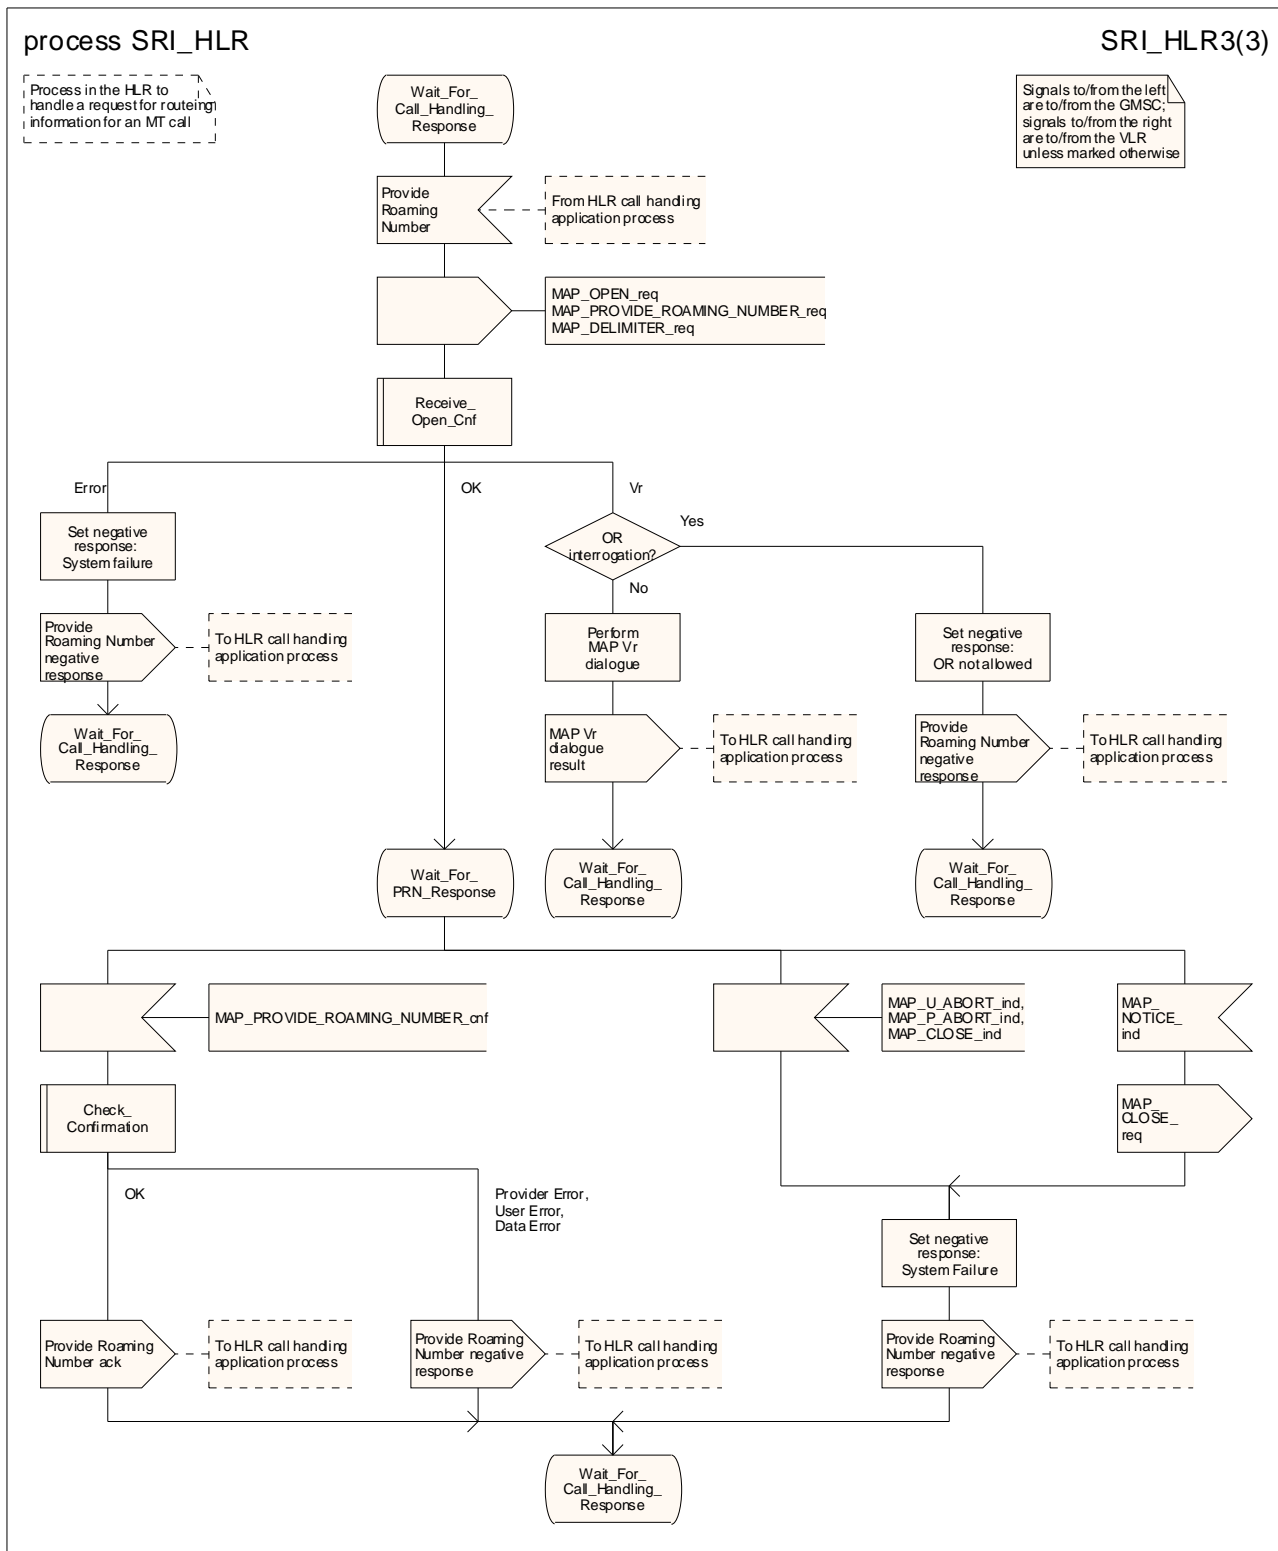 process SRI_HLR
SRI_HLR3(3)
Process in the HLR to
handle a request for routeing
information for an MT call
Wait_For_
Call_Handling_
Response
Signals to/from the left
are to/from the GMSC;
signals to/from the right
are to/from the VLR
unless marked otherwise
Provide
Roaming
Number
From HLR call handling
application process
MAP_OPEN_req
MAP_PROVIDE_ROAMING_NUMBER_req
MAP_DELIMITER_req
Receive_
Open_Cnf
Error
OK
Vr
Set negative
response:
System failure
OR
interrogation?
Yes
No
Provide
Roaming Number
negative
response
To HLR call handling
application process
Perform
MAP Vr
dialogue
Set negative
response:
OR not allowed
Wait_For_
Call_Handling_
Response
MAP Vr
dialogue
result
To HLR call handling
application process
Provide
Roaming Number
negative
response
To HLR call handling
application process
Wait_For_
PRN_Response
Wait_For_
Call_Handling_
Response
Wait_For_
Call_Handling_
Response
MAP_PROVIDE_ROAMING_NUMBER_cnf
MAP_U_ABORT_ind,
MAP_P_ABORT_ind,
MAP_CLOSE_ind
MAP_
NOTICE_
ind
Check_
Confirmation
MAP_
CLOSE_
req
OK
Provider Error,
User Error,
Data Error
Set negative
response:
System Failure
Provide Roaming
Number ack
To HLR call handling
application process
Provide Roaming
Number negative
response
To HLR call handling
application process
Provide Roaming
Number negative
response
To HLR call handling
application process
Wait_For_
Call_Handling_
Response